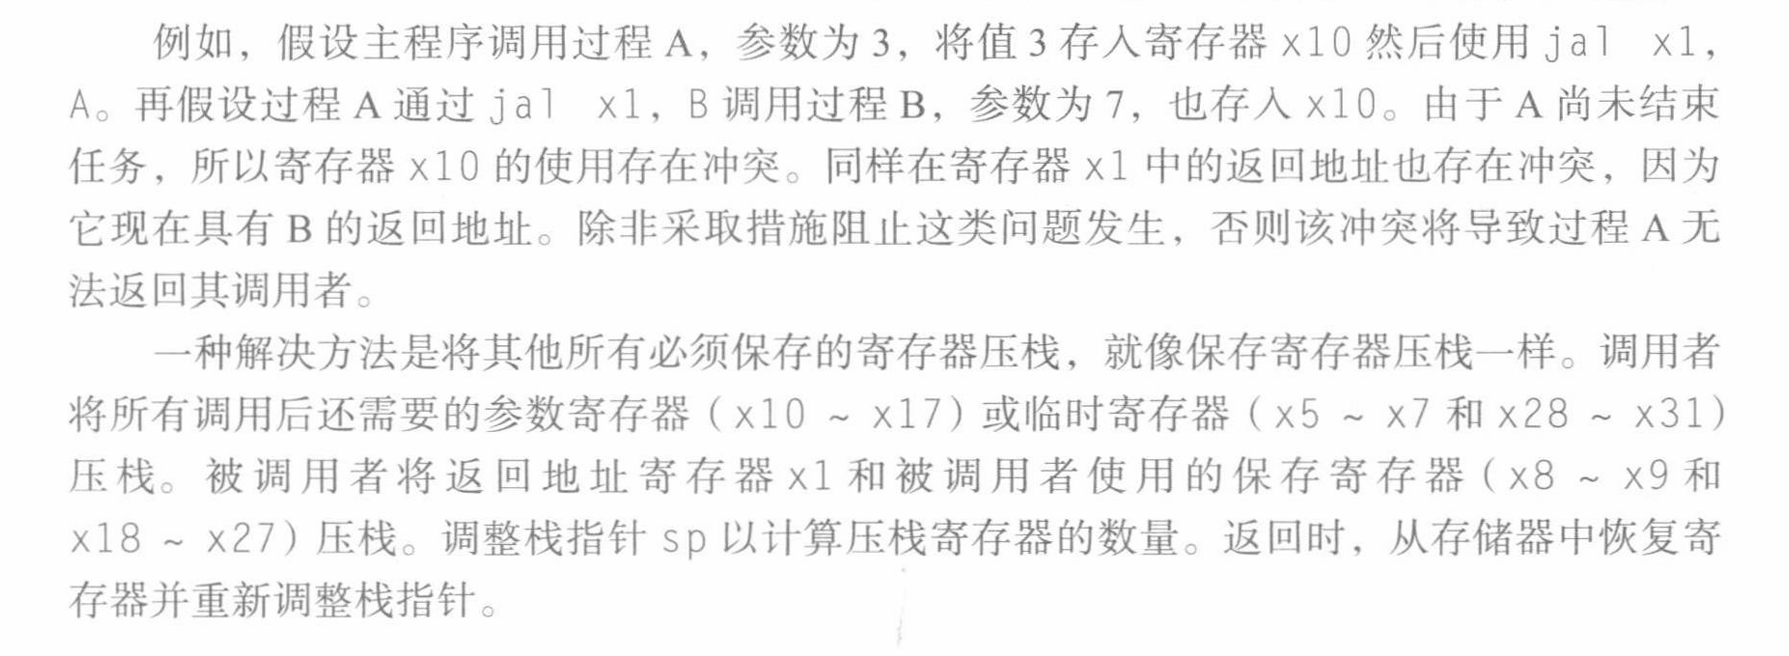 例如，假设主程序调用过程 A，参数为 3，将值 3 存入寄存器 x10 然后使用 jal x1,
A。再假设过程 A 通过 jal x1, B 调用过程 B，参数为 7，也存入 x10。由于 A 尚未结束
任务，所以寄存器 x10 的使用存在冲突。同样在寄存器 x1 中的返回地址也存在冲突，因为
它现在具有 B 的返回地址。除非采取措施阻止这类问题发生，否则该冲突将导致过程 A 无
法返回其调用者。
一种解决方法是将其他所有必须保存的寄存器压栈，就像保存寄存器压栈一样。调用者
将所有调用后还需要的参数寄存器（x10 ~ x17）或临时寄存器（x5 ~ x7 和 x28 ~ x31）
压栈。被调用者将返回地址寄存器 x1 和被调用者使用的保存寄存器（x8 ~ x9 和
x18 ~ x27）压栈。调整栈指针 sp 以计算压栈寄存器的数量。返回时，从存储器中恢复寄
存器并重新调整栈指针。